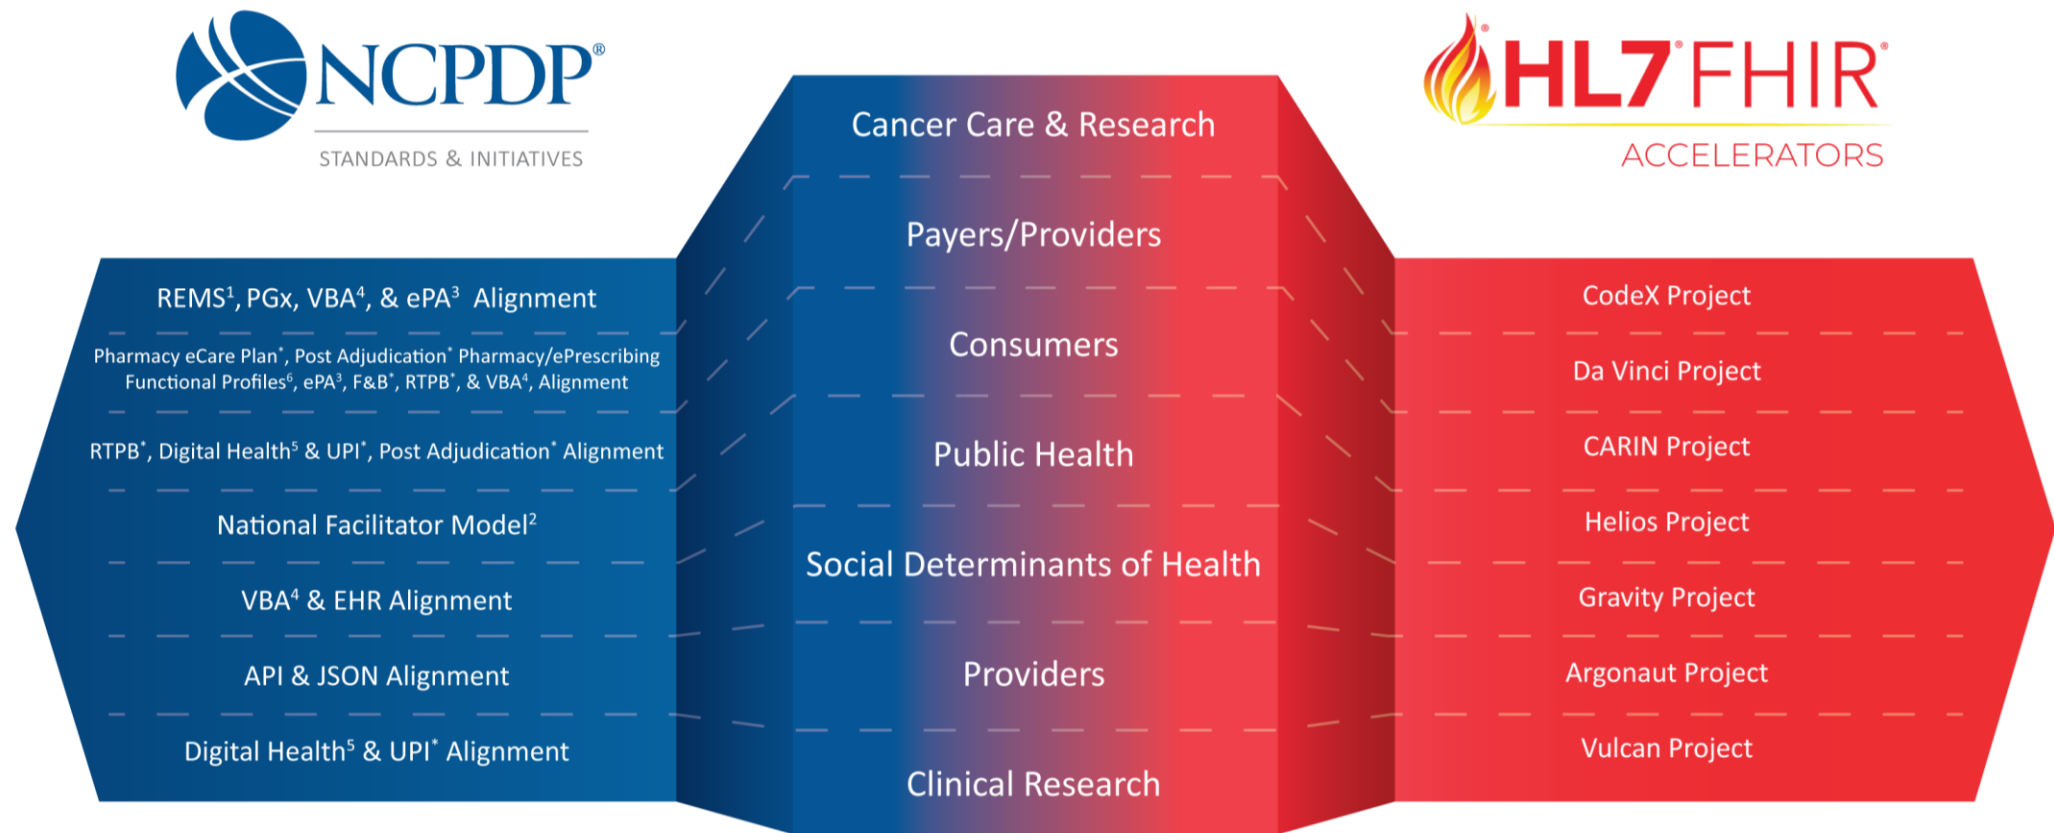 NCPDP®
STANDARDS & INITIATIVES
HL7® FHIR®
ACCELERATORS
REMS¹, PGx, VBA⁴, & ePA³ Alignment
Pharmacy eCare Plan*, Post Adjudication* Pharmacy/ePrescribing
Functional Profiles⁶, ePA³, F&B*, RTPB*, & VBA⁴, Alignment
RTPB*, Digital Health⁵ & UPI*, Post Adjudication* Alignment
National Facilitator Model²
VBA⁴ & EHR Alignment
API & JSON Alignment
Digital Health⁵ & UPI* Alignment
Cancer Care & Research
Payers/Providers
Consumers
Public Health
Social Determinants of Health
Providers
Clinical Research
CodeX Project
Da Vinci Project
CARIN Project
Helios Project
Gravity Project
Argonaut Project
Vulcan Project